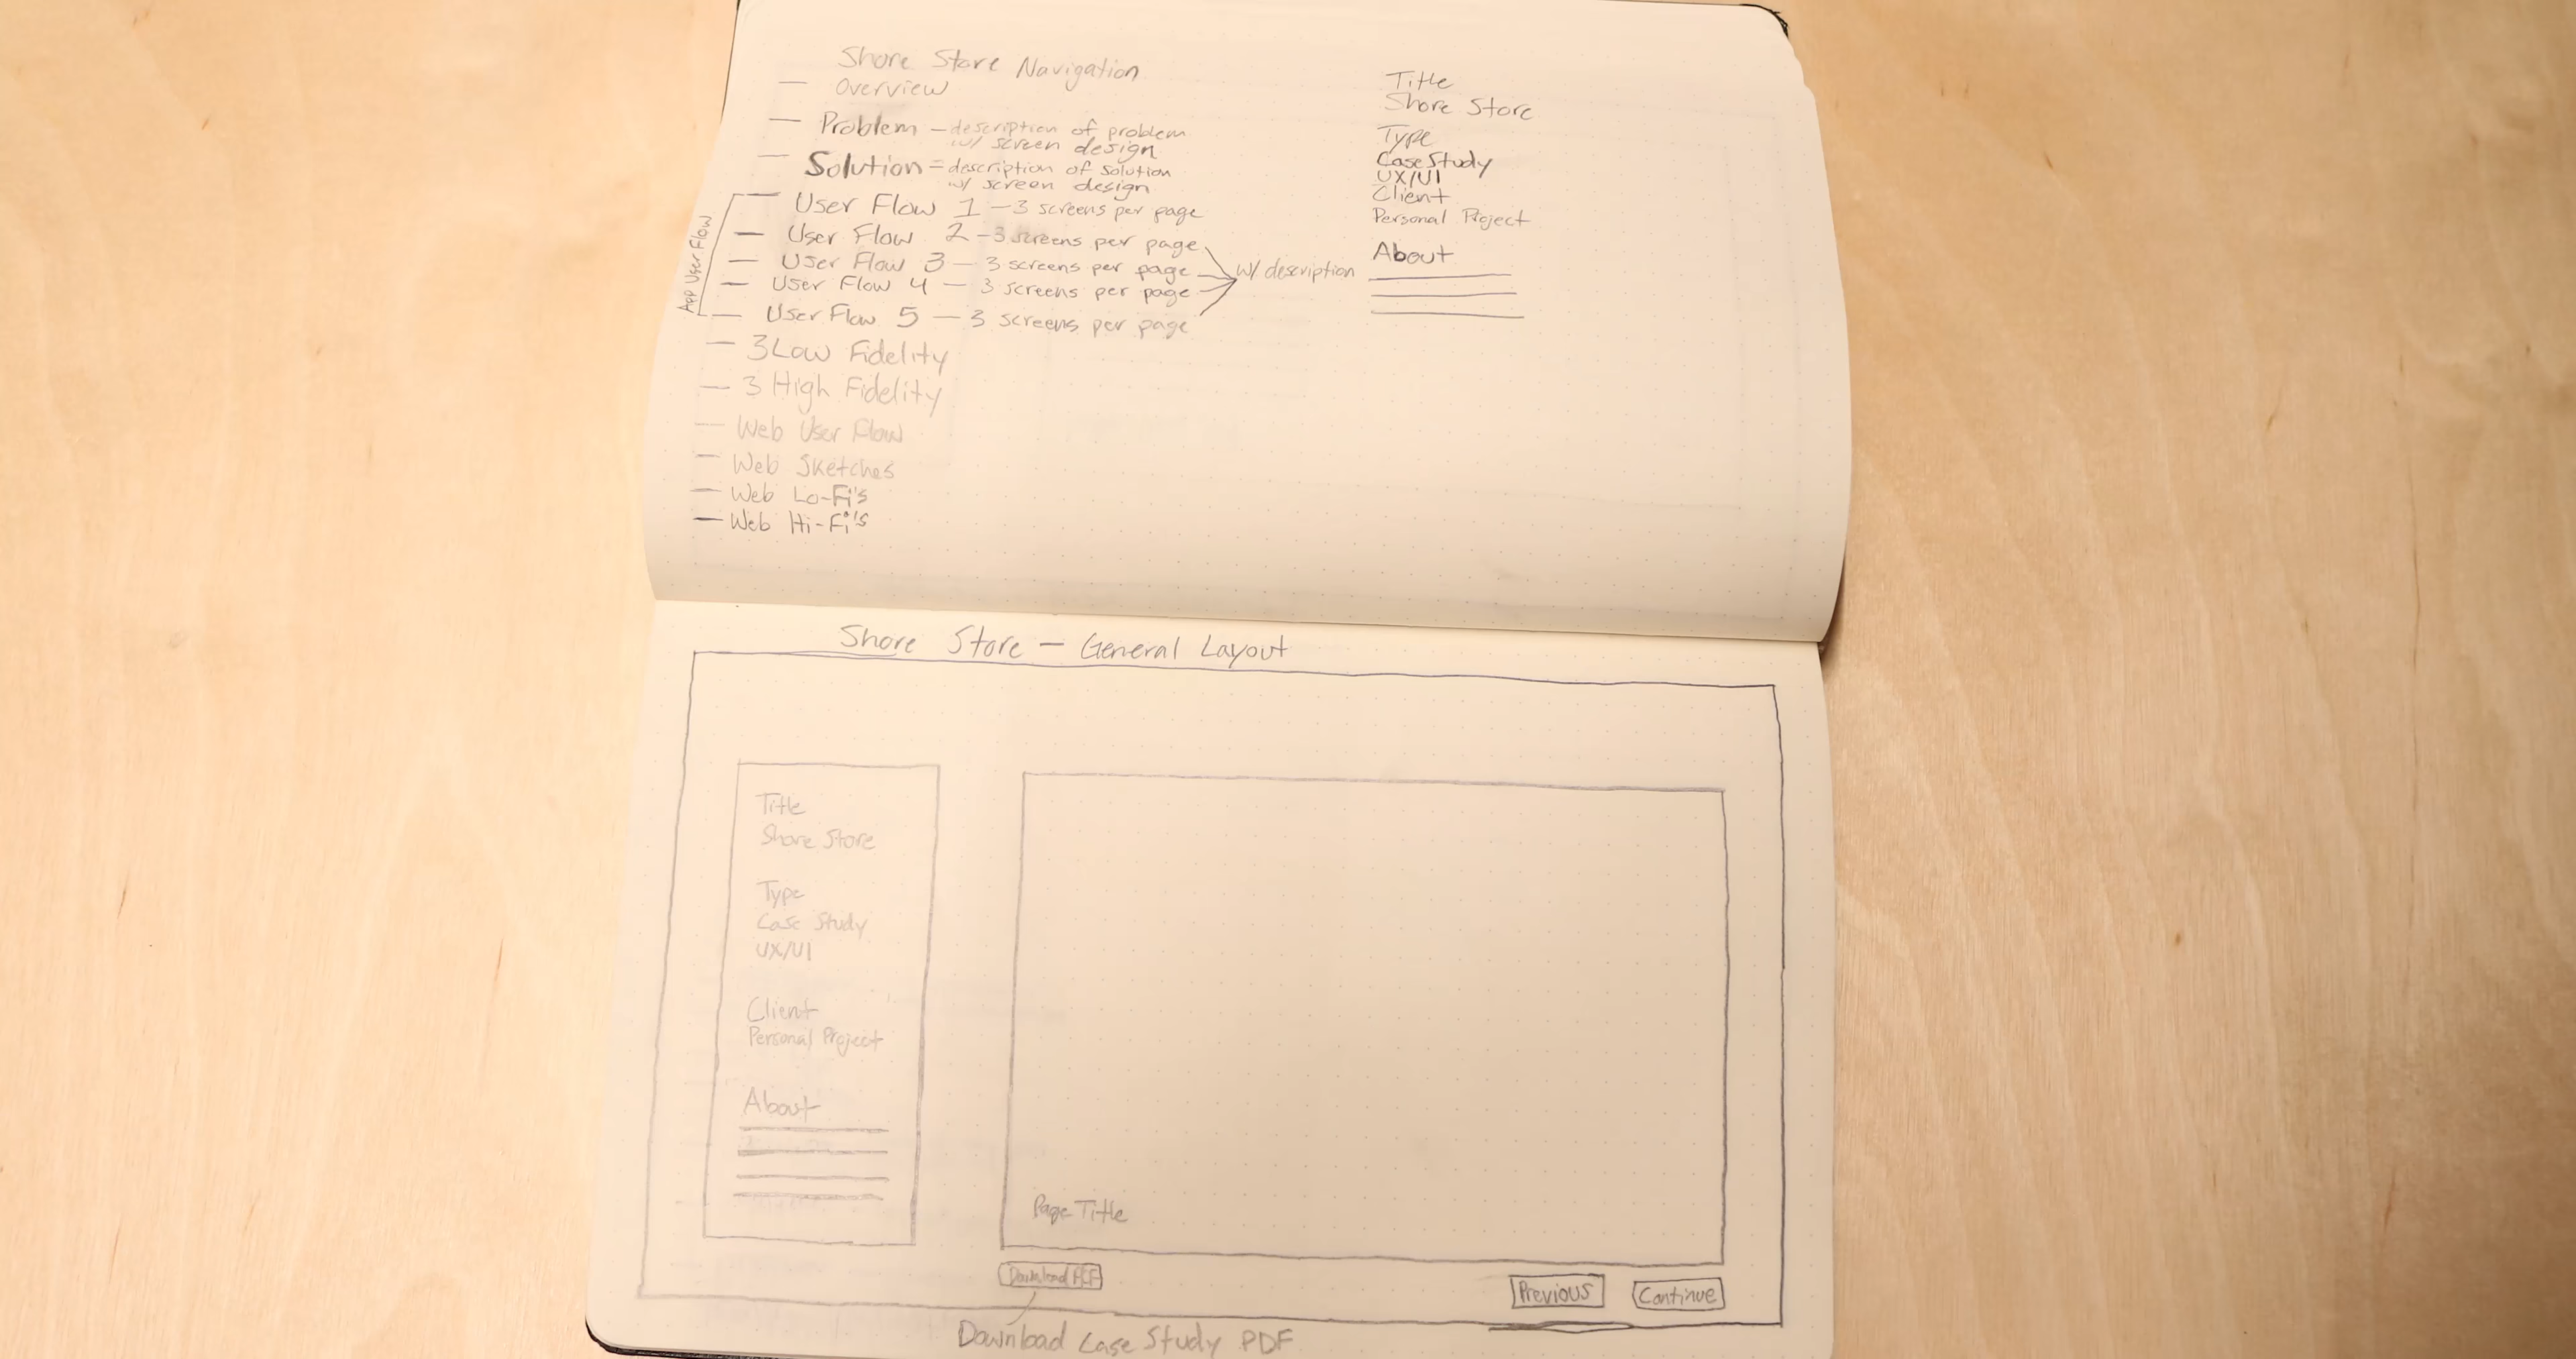 Shore Store Navigation
— Overview
— Problem — description of problem
w/ screen design
— Solution = description of solution
w/ screen design
App User Flow
— User Flow 1 — 3 screens per page
— User Flow 2 — 3 screens per page
— User Flow 3 — 3 screens per page
— User Flow 4 — 3 screens per page
— User Flow 5 — 3 screens per page
w/ description
— 3 Low Fidelity
— 3 High Fidelity
— Web User Flow
— Web Sketches
— Web Lo-Fi's
— Web Hi-Fi's
Title
Shore Store
Type
Case Study
UX/UI
Client
Personal Project
About
Shore Store — General Layout
Title
Shore Store
Type
Case Study
UX/UI
Client
Personal Project
About
Page Title
Download PDF
Previous
Continue
Download Case Study PDF